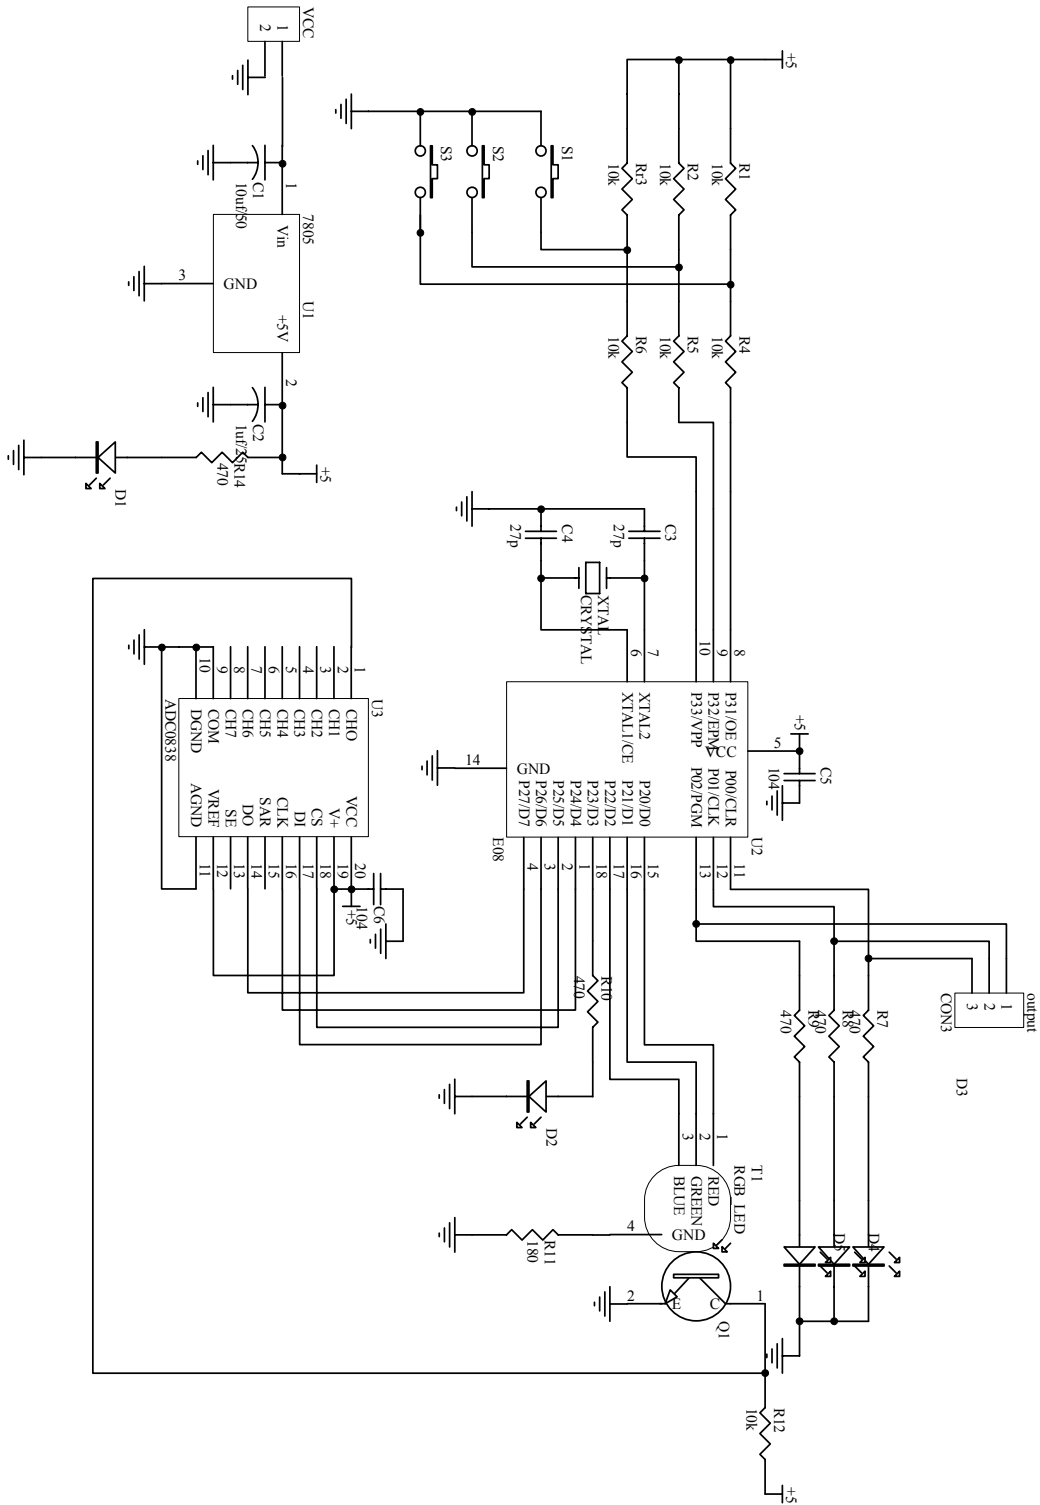 VCC
1
2
C1
10uf/50
1
7805
Vin
GND
3
+5V
U1
2
C2
1uf/25
R14
470
+5
D1
+5
R1
10k
R2
10k
Rr3
10k
S1
S2
S3
R4
10k
R5
10k
R6
10k
C3
27p
C4
27p
XTAL
CRYSTAL
7
6
8
9
10
P31/OE
P32/EPM
P33/VPP
XTAL2
XTAL1/CE
VCC
5
+5
C5
104
GND
14
P00/CLR
P01/CLK
P02/PGM
P20/D0
P21/D1
P22/D2
P23/D3
P24/D4
P25/D5
P26/D6
P27/D7
U2
E08
11
12
13
15
16
17
18
1
2
3
4
U3
ADC0838
1
2
3
4
5
6
7
8
9
10
CHO
CH1
CH2
CH3
CH4
CH5
CH6
CH7
COM
DGND
VCC
V+
CS
DI
CLK
SAR
DO
SE
VREF
AGND
20
19
18
17
16
15
14
13
12
11
+5
C6
104
output
1
2
3
CON3
R7
470
R8
470
R9
470
D3
D4
D5
R10
470
D2
T1
RGB LED
1
2
3
RED
GREEN
BLUE
GND
4
R11
180
Q1
E
C
2
1
R12
10k
+5